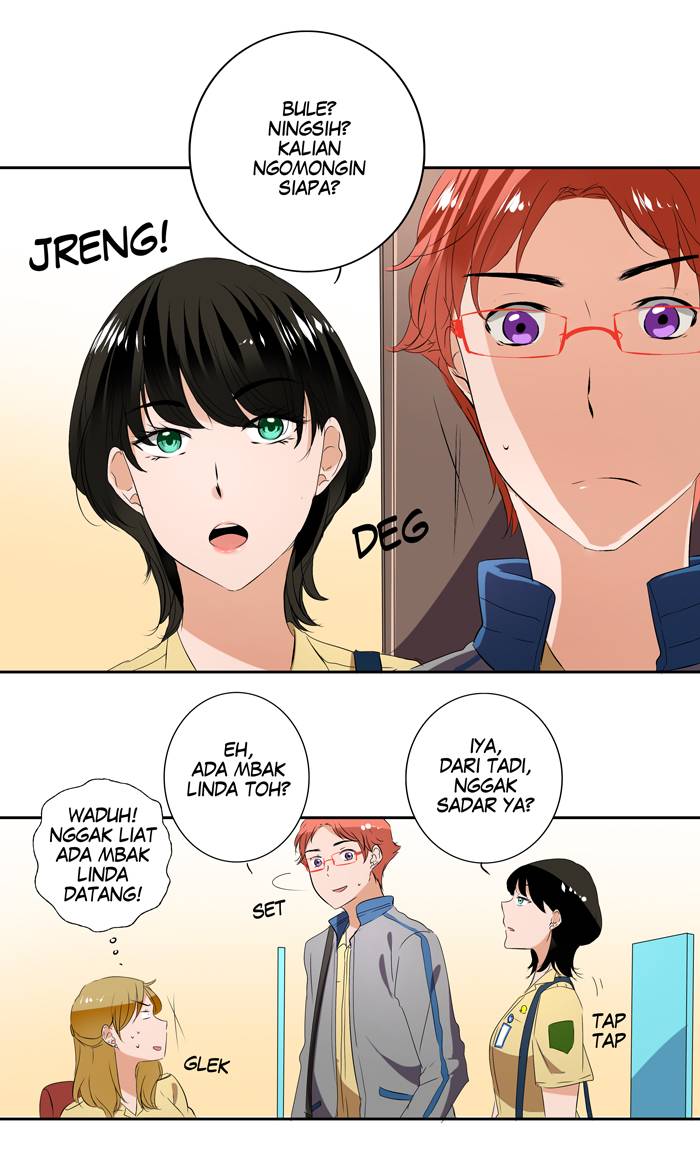 BULE?
NINGSIH?
KALIAN
NGOMONGIN
SIAPA?
JRENG!
DEG
EH,
ADA MBAK
LINDA TOH?
IYA,
DARI TADI,
NGGAK
SADAR YA?
WADUH!
NGGAK LIAT
ADA MBAK
LINDA
DATANG!
SET
GLEK
TAP
TAP